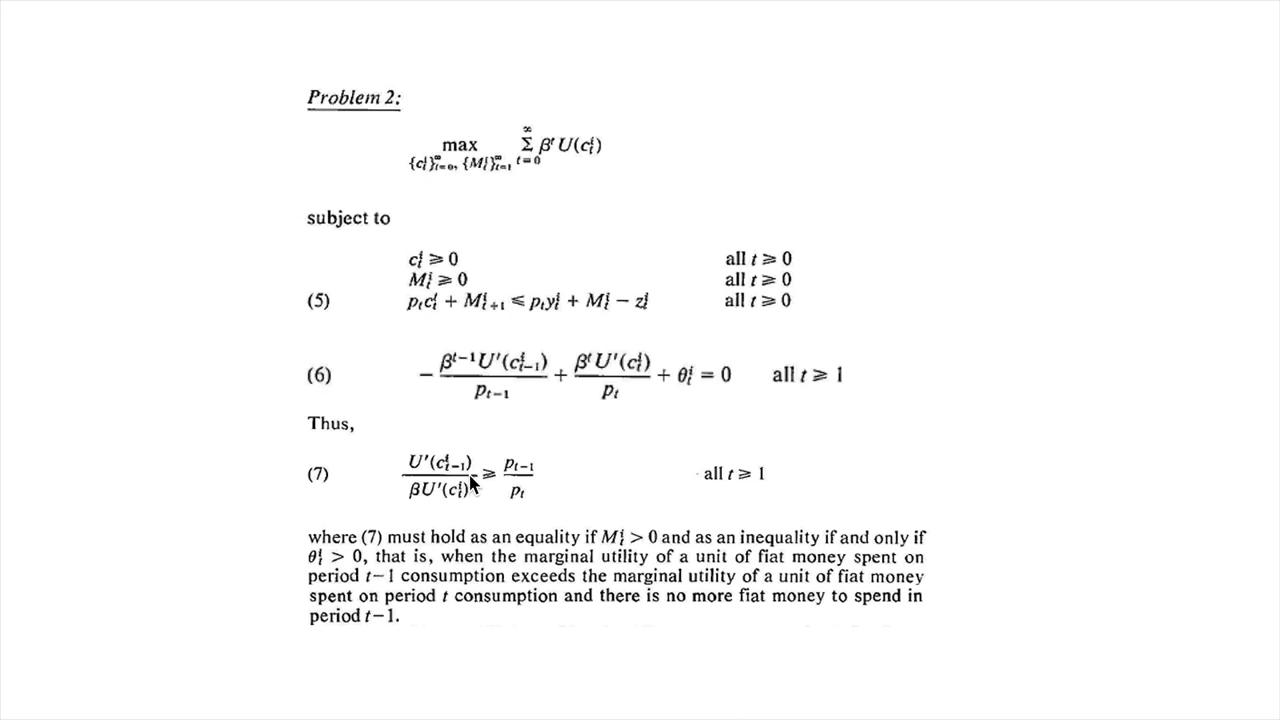 Problem 2:
max_{{c_t^i}_{t=0}^∞, {M_t^i}_{t=1}^∞} Σ_{t=0}^∞ β^t U(c_t^i)
subject to
c_t^i ⩾ 0 all t ⩾ 0
M_t^i ⩾ 0 all t ⩾ 0
(5) p_t c_t^i + M_{t+1}^i ⩽ p_t y_t^i + M_t^i − z_t^i all t ⩾ 0
(6) − β^{t−1}U′(c_{t−1}^i)/p_{t−1} + β^t U′(c_t^i)/p_t + θ_t^i = 0 all t ⩾ 1
Thus,
(7) U′(c_{t−1}^i)/βU′(c_t^i) ⩾ p_{t−1}/p_t all t ⩾ 1
where (7) must hold as an equality if M_t^i > 0 and as an inequality if and only if
θ_t^i > 0, that is, when the marginal utility of a unit of fiat money spent on
period t−1 consumption exceeds the marginal utility of a unit of fiat money
spent on period t consumption and there is no more fiat money to spend in
period t−1.